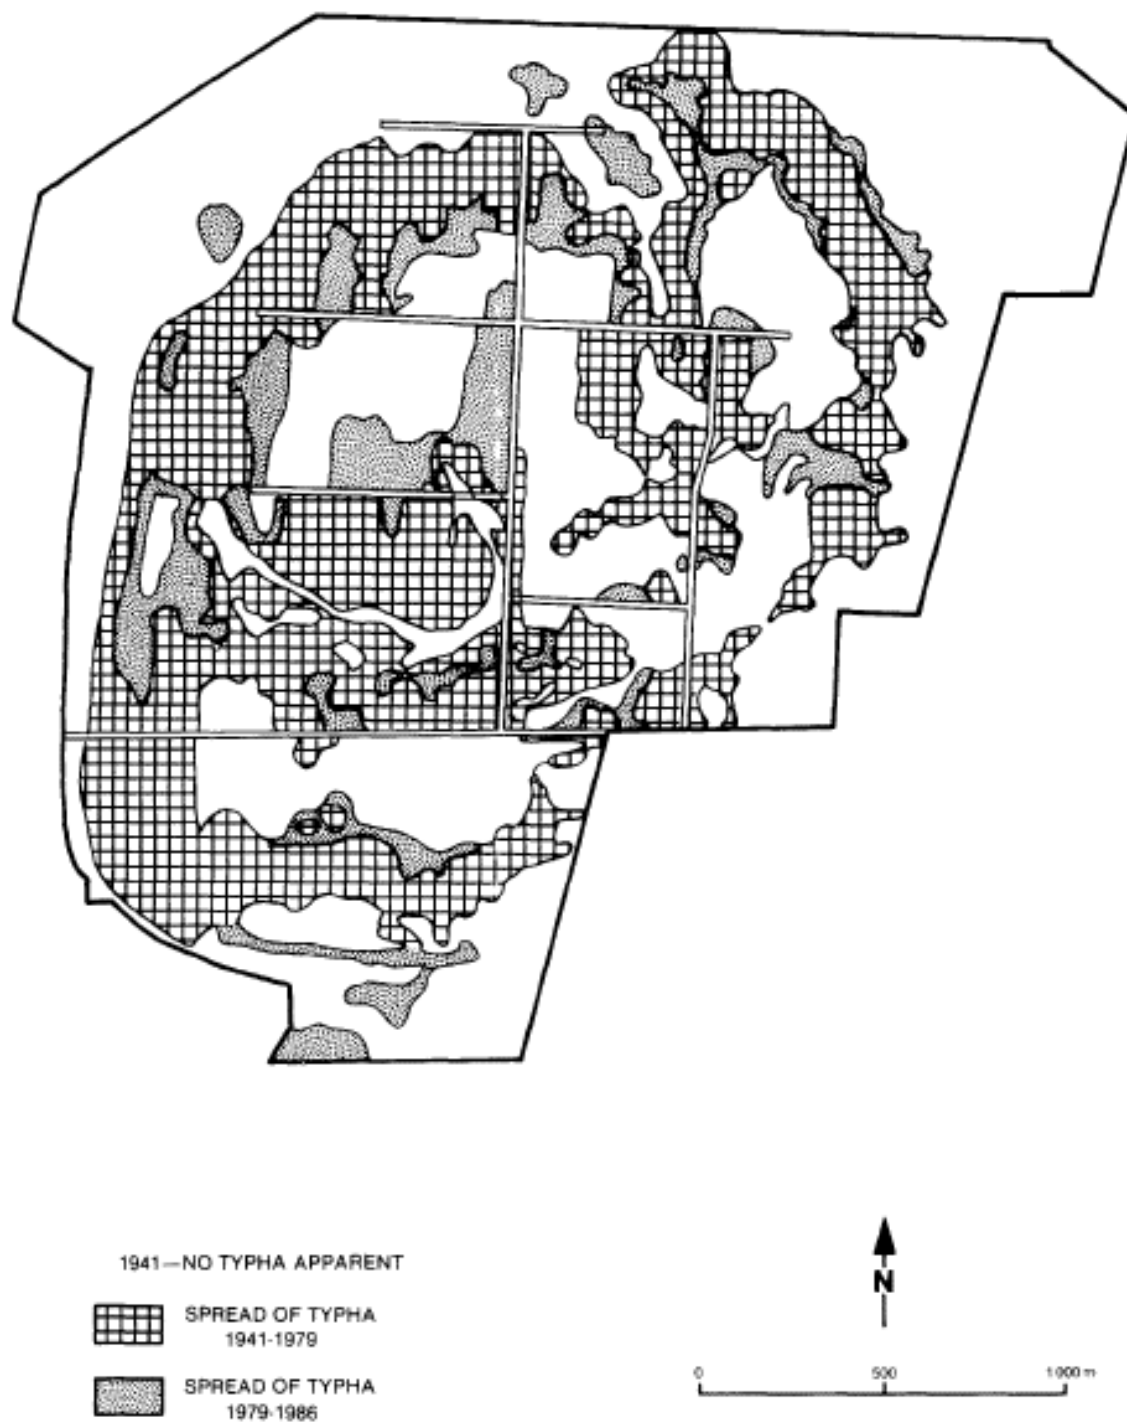 1941—NO TYPHA APPARENT
SPREAD OF TYPHA
1941-1979
SPREAD OF TYPHA
1979-1986
N
0 500 1000 m